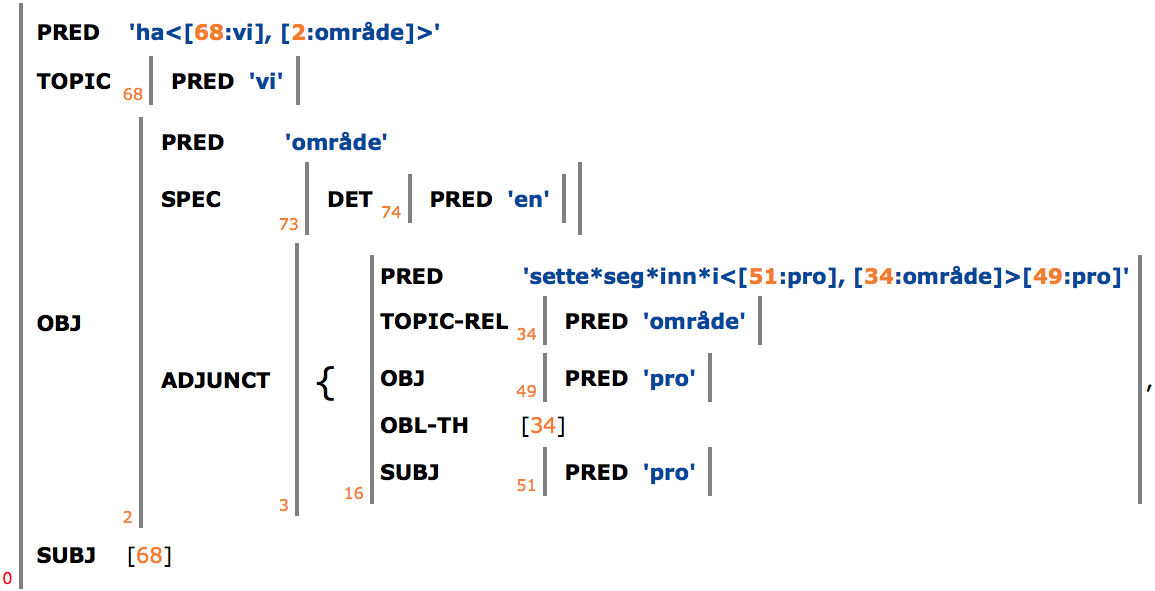 PRED 'ha<[68:vi], [2:område]>'
TOPIC 68 PRED 'vi'
PRED 'område'
SPEC 73 DET 74 PRED 'en'
PRED 'sette*seg*inn*i<[51:pro], [34:område]>[49:pro]'
TOPIC-REL 34 PRED 'område'
OBJ
ADJUNCT 3 { 16
OBJ 49 PRED 'pro'
OBL-TH [34]
SUBJ 51 PRED 'pro'
,
2
SUBJ [68]
0